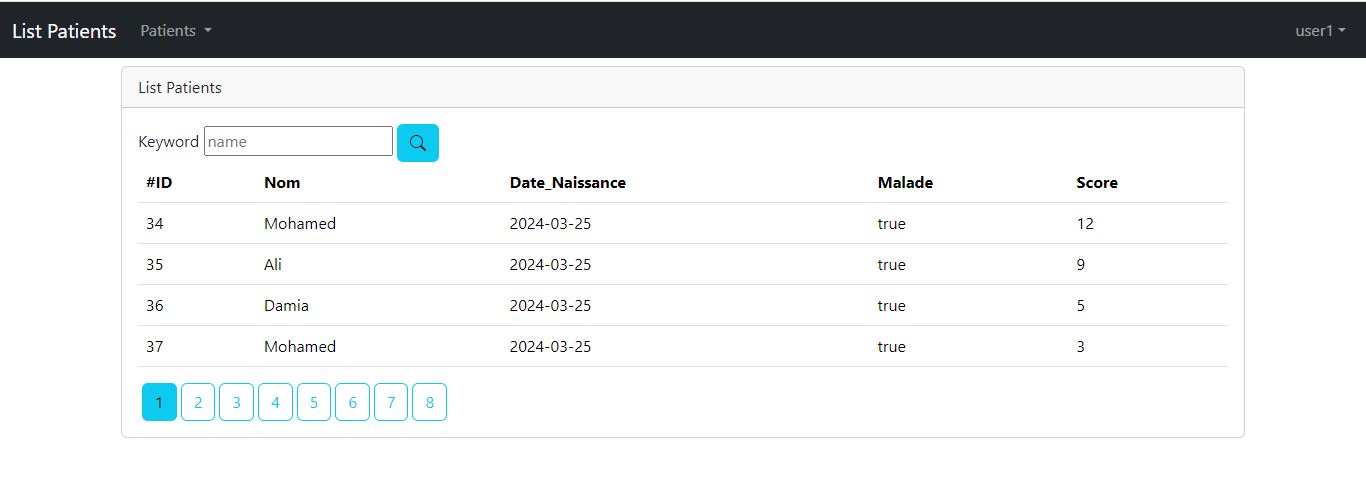 List Patients Patients user1
List Patients
Keyword name
#ID Nom Date_Naissance Malade Score
34 Mohamed 2024-03-25 true 12
35 Ali 2024-03-25 true 9
36 Damia 2024-03-25 true 5
37 Mohamed 2024-03-25 true 3
1 2 3 4 5 6 7 8